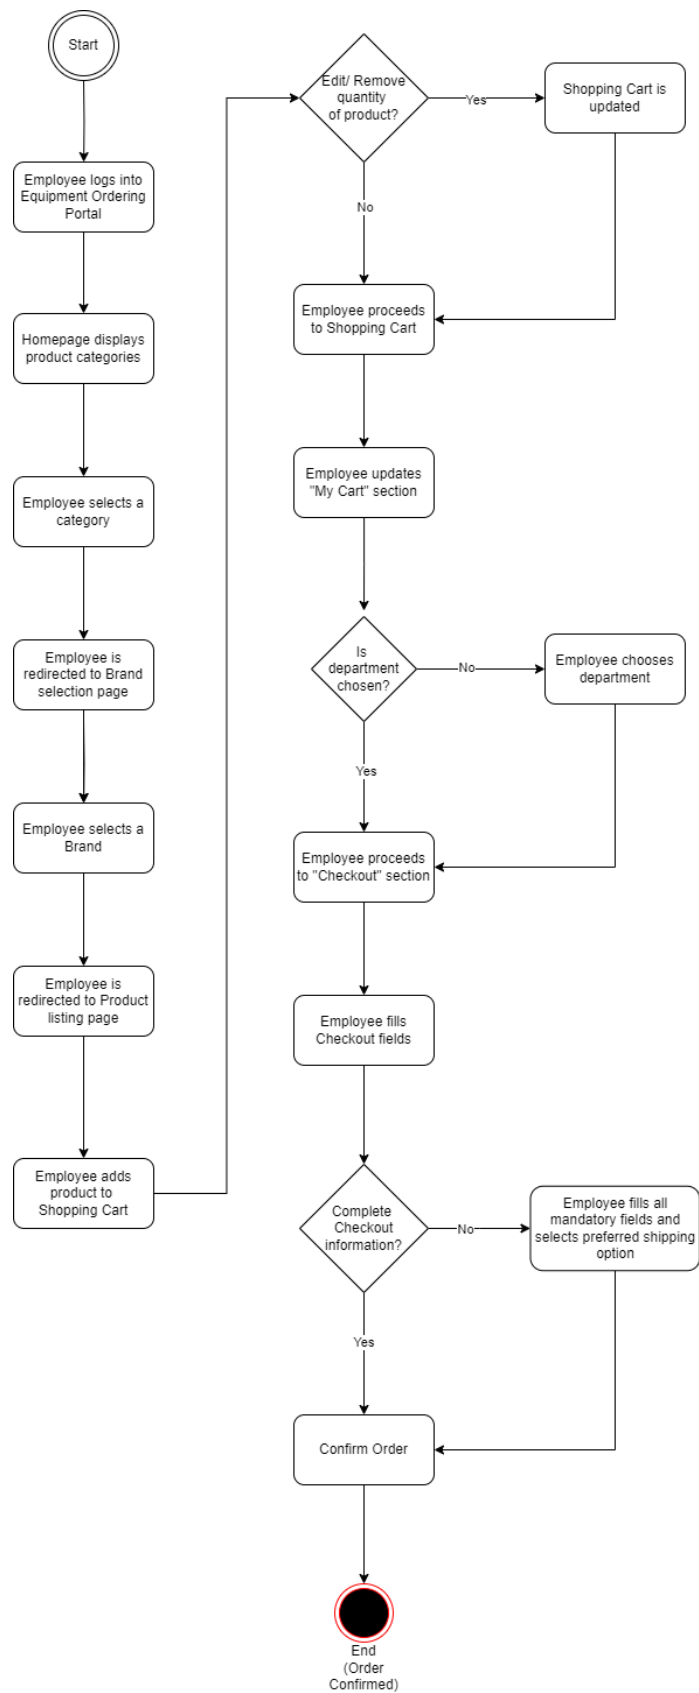 Start
Employee logs into
Equipment Ordering
Portal
Homepage displays
product categories
Employee selects a
category
Employee is
redirected to Brand
selection page
Employee selects a
Brand
Employee is
redirected to Product
listing page
Employee adds
product to
Shopping Cart
Edit/ Remove
quantity
of product?
Yes
Shopping Cart is
updated
No
Employee proceeds
to Shopping Cart
Employee updates
"My Cart" section
Is
department
chosen?
No
Employee chooses
department
Yes
Employee proceeds
to "Checkout" section
Employee fills
Checkout fields
Complete
Checkout
information?
No
Employee fills all
mandatory fields and
selects preferred shipping
option
Yes
Confirm Order
End
(Order
Confirmed)